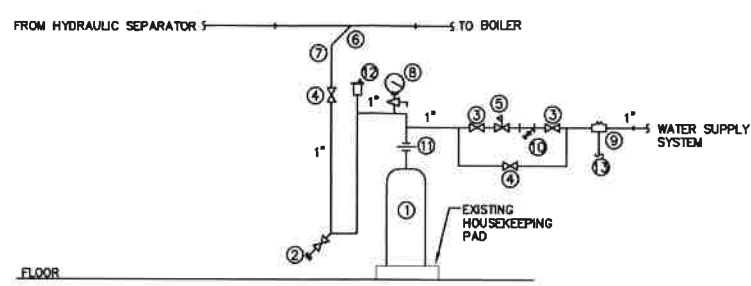 FROM HYDRAULIC SEPARATOR
TO BOILER
7
6
12
8
4
1"
1"
3
5
3
1"
1"
WATER SUPPLY
SYSTEM
10
9
11
13
1"
4
1
EXISTING
HOUSEKEEPING
PAD
2
FLOOR